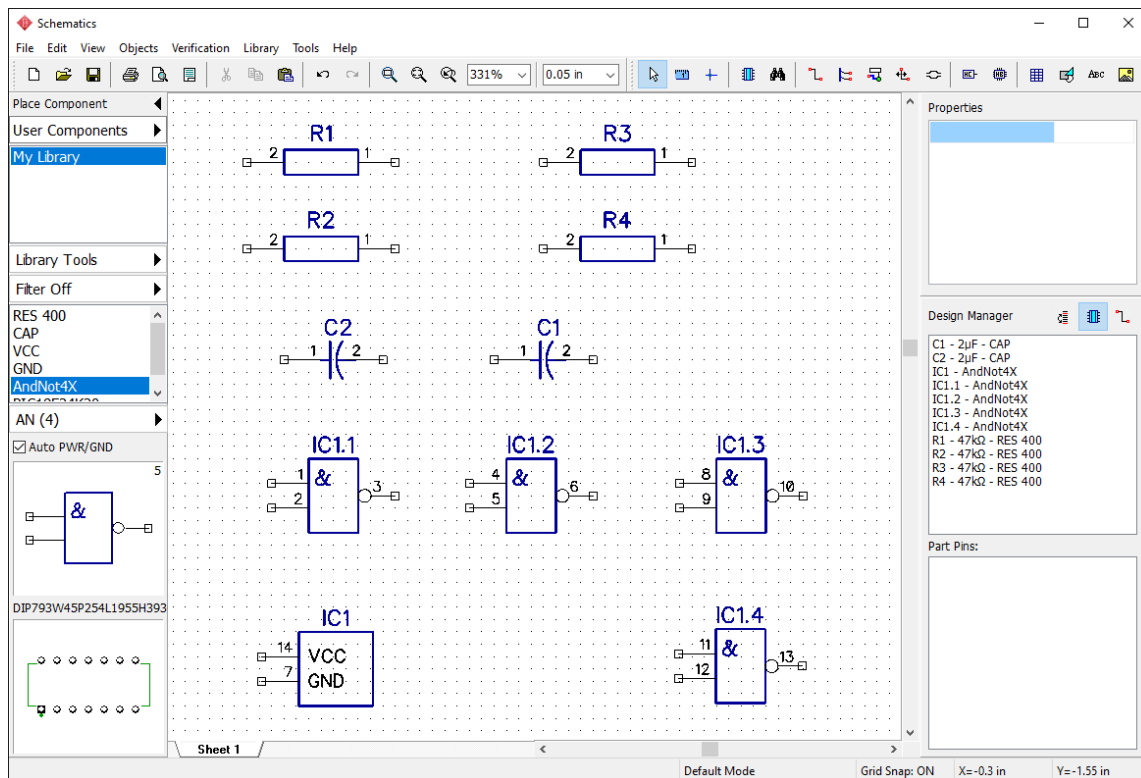 Schematics
File Edit View Objects Verification Library Tools Help
331% 0.05 in ABC
Place Component
User Components
My Library
Library Tools
Filter Off
RES 400
CAP
VCC
GND
AndNot4X
AN (4)
Auto PWR/GND
5
&
DIP793W45P254L1955H393
R1
2 1
R3
2 1
R2
2 1
R4
2 1
C2
1 2
C1
1 2
IC1.1
1 & 3
2
IC1.2
4 & 6
5
IC1.3
8 & 10
9
IC1
14 VCC
7 GND
IC1.4
11 & 13
12
Sheet 1
Properties
Design Manager
C1 - 2µF - CAP
C2 - 2µF - CAP
IC1 - AndNot4X
IC1.1 - AndNot4X
IC1.2 - AndNot4X
IC1.3 - AndNot4X
IC1.4 - AndNot4X
R1 - 47kΩ - RES 400
R2 - 47kΩ - RES 400
R3 - 47kΩ - RES 400
R4 - 47kΩ - RES 400
Part Pins:
Default Mode Grid Snap: ON X=-0.3 in Y=-1.55 in